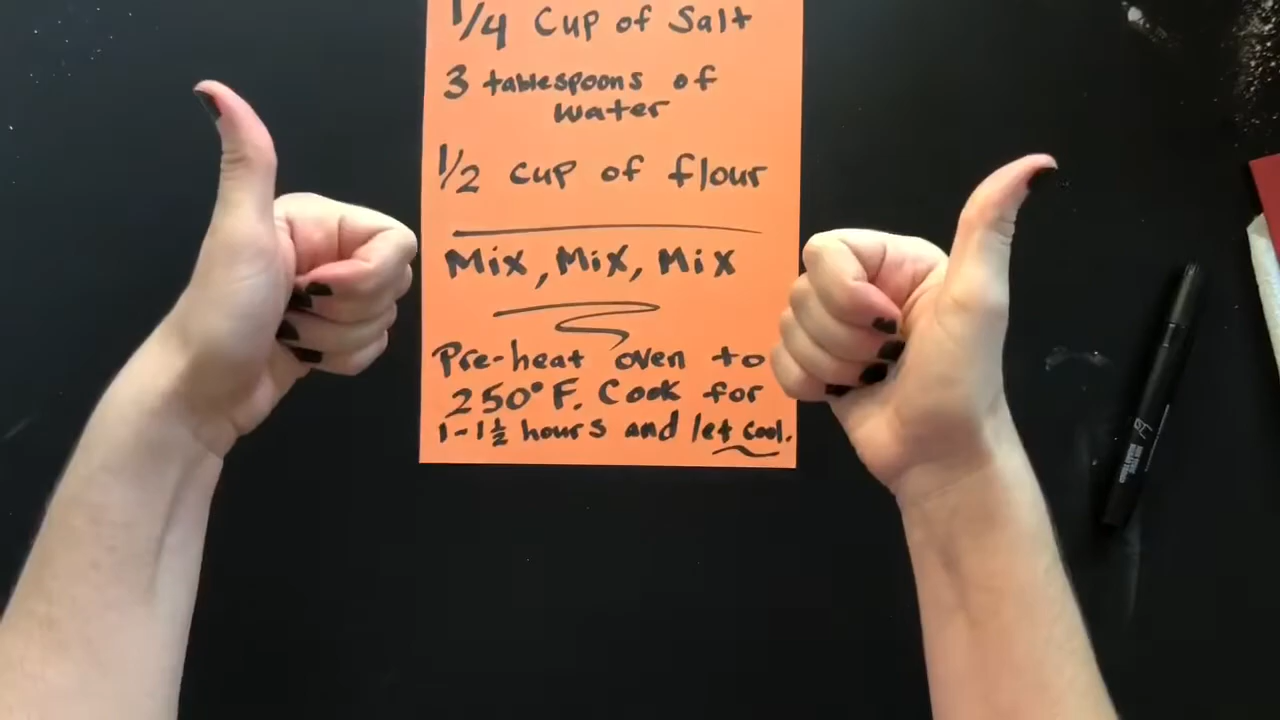 1/4 Cup of Salt
3 tablespoons of
water
1/2 cup of flour
Mix, Mix, Mix
Pre-heat oven to
250° F. Cook for
1-1½ hours and let cool.